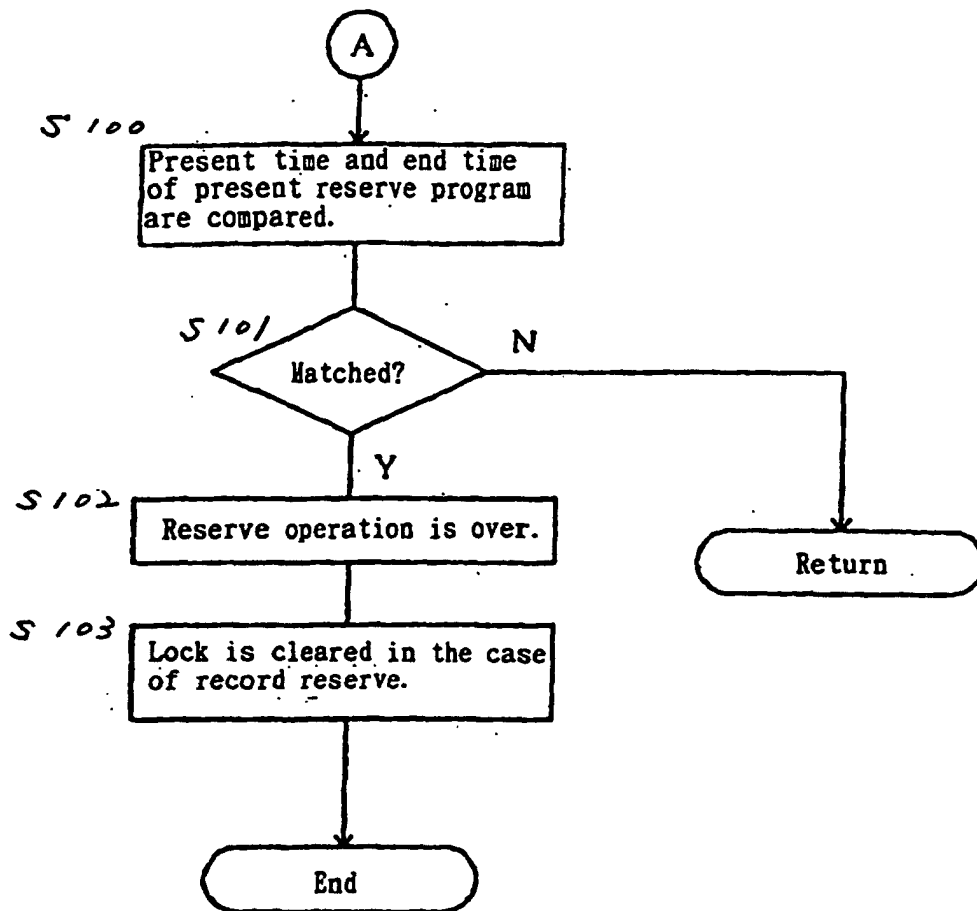 A
S100
Present time and end time
of present reserve program
are compared.
S101
Matched?
N
Y
S102
Reserve operation is over.
Return
S103
Lock is cleared in the case
of record reserve.
End